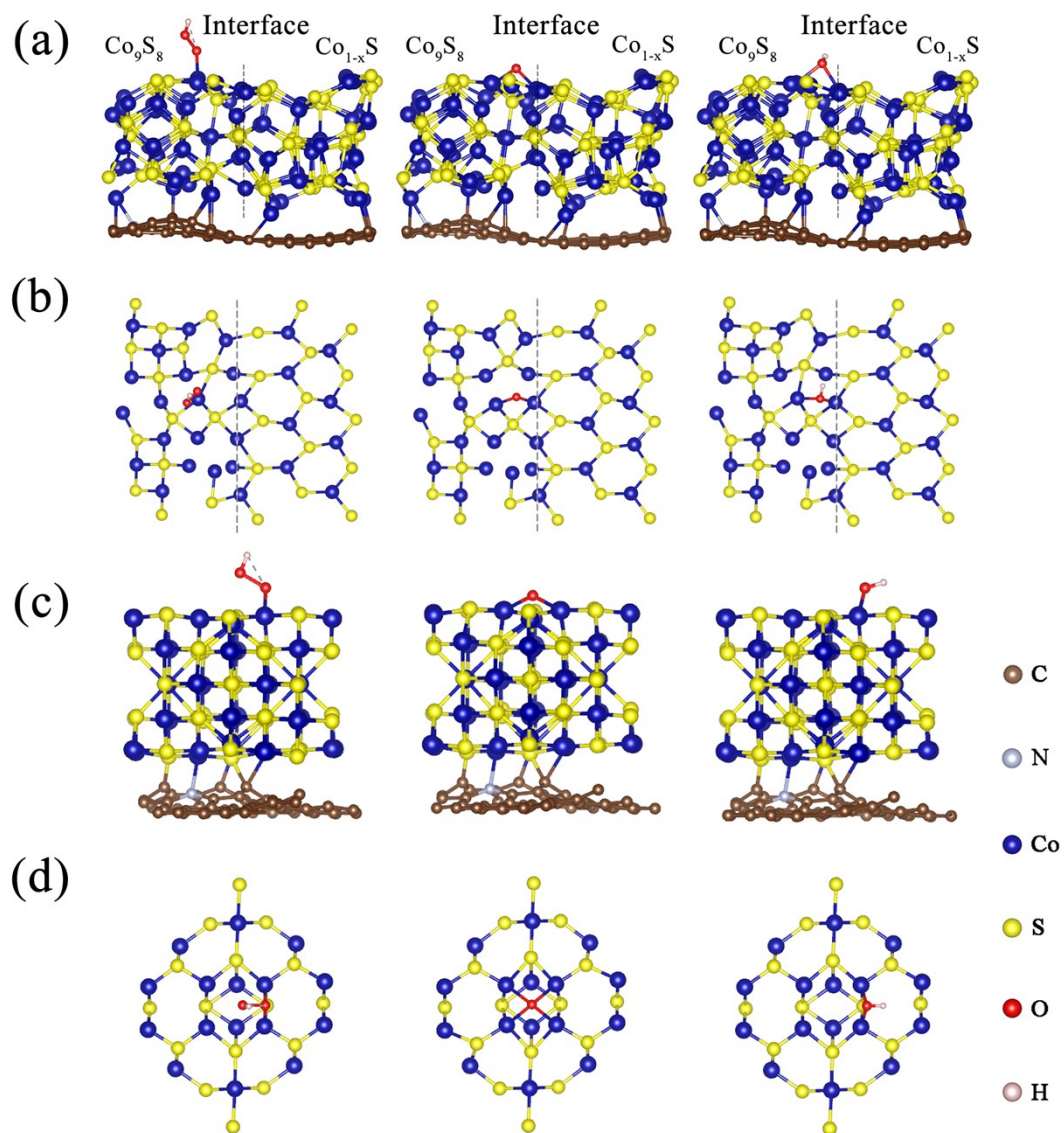 (a)
Interface Interface Interface
Co9S8 Co1-xS Co9S8 Co1-xS Co9S8 Co1-xS
(b)
(c)
(d)
C
N
Co
S
O
H